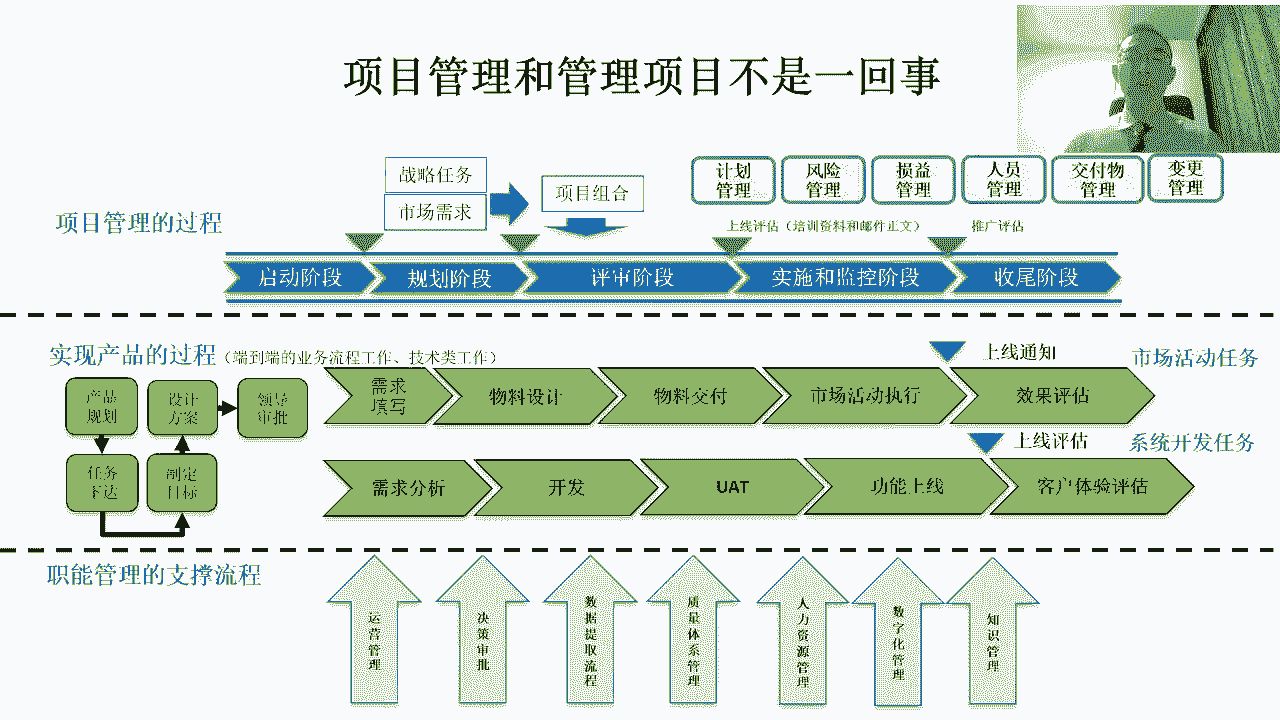 项目管理和管理项目不是一回事
战略任务
市场需求
项目组合
计划
管理
风险
管理
损益
管理
人员
管理
交付物
管理
变更
管理
项目管理的过程
上线评估（培训资料和邮件正文）
推广评估
启动阶段
规划阶段
评审阶段
实施和监控阶段
收尾阶段
实现产品的过程（端到端的业务流程工作、技术类工作）
上线通知
市场活动任务
产品
规划
设计
方案
领导
审批
任务
下达
制定
目标
需求
填写
物料设计
物料交付
市场活动执行
效果评估
上线评估
系统开发任务
需求分析
开发
UAT
功能上线
客户体验评估
职能管理的支撑流程
运营管理
决策审批
数据提取流程
质量体系管理
人力资源管理
数字化管理
知识管理